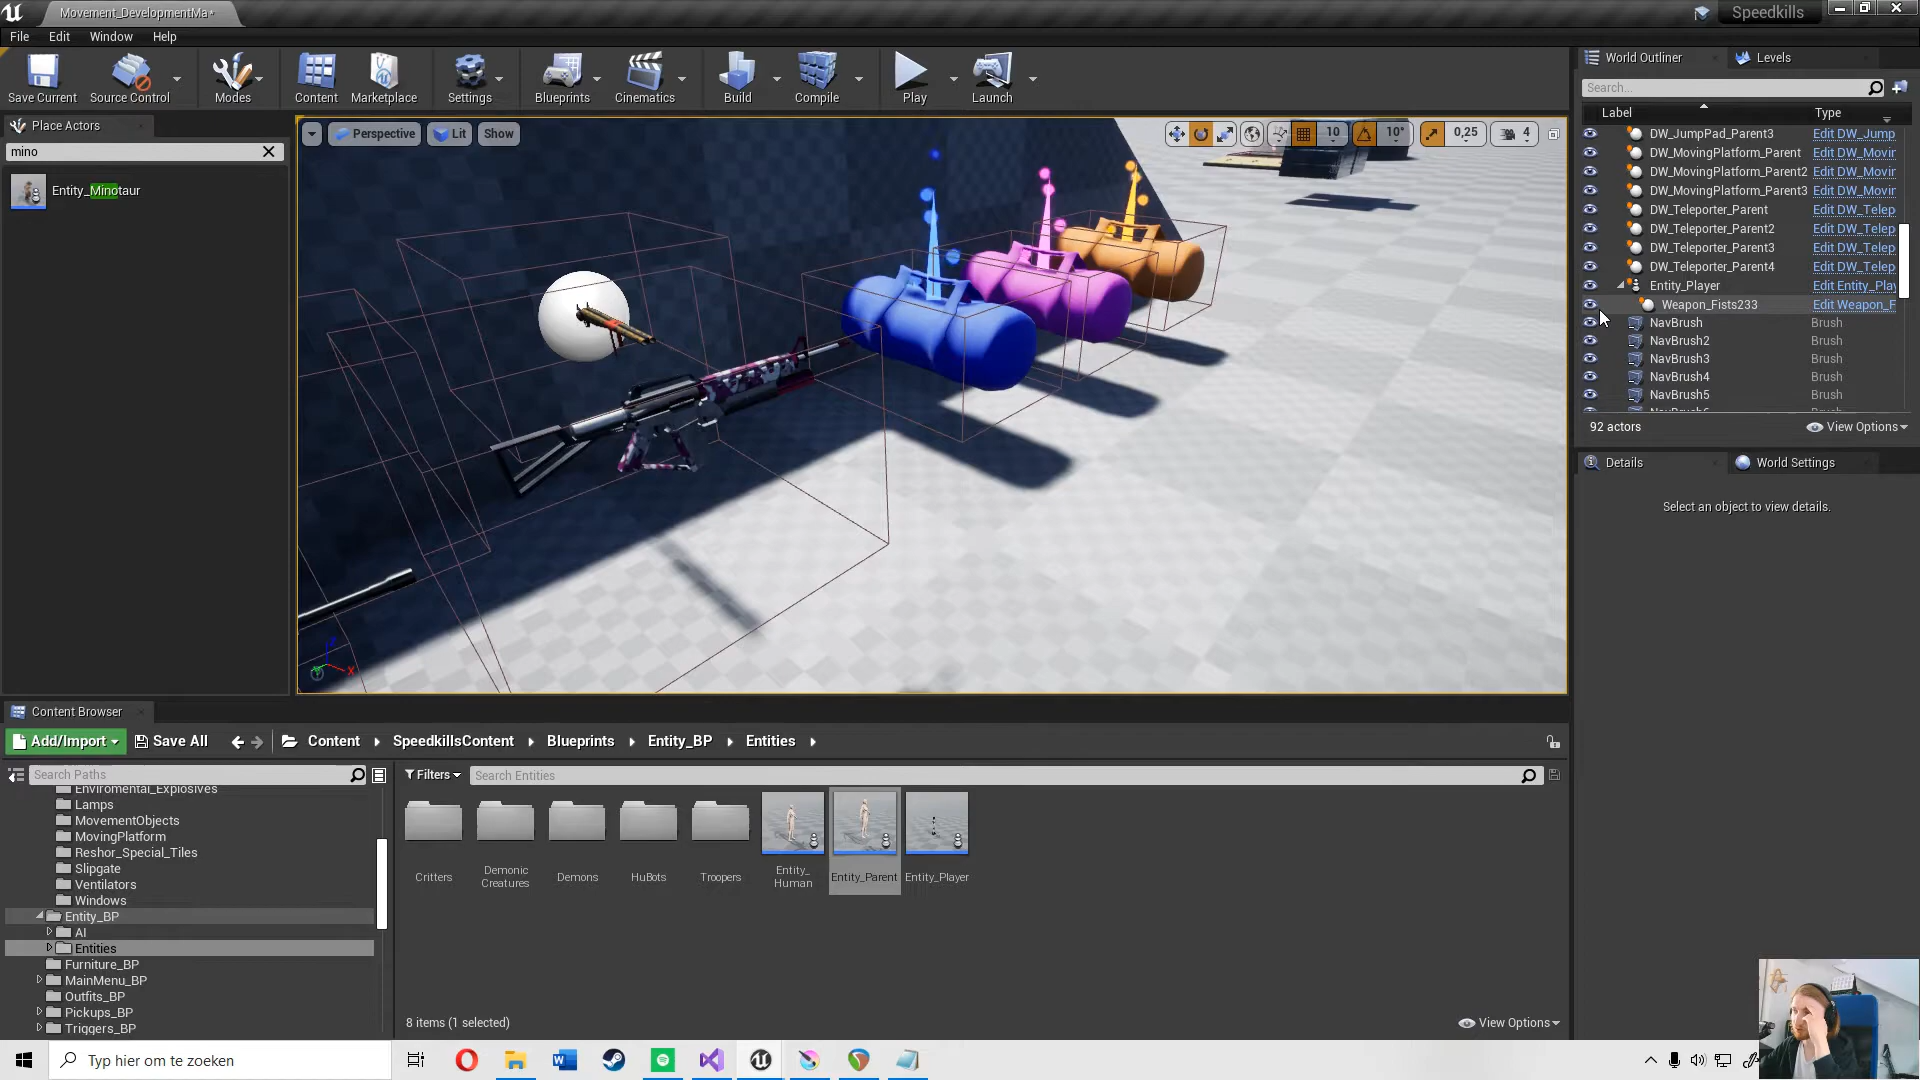 Movement_DevelopmentMa*
Speedkills
File Edit Window Help
Save Current
Source Control
Modes
Content
Marketplace
Settings
Blueprints
Cinematics
Build
Compile
Play
Launch
World Outliner
Levels
Place Actors
mino
Entity_Minotaur
Perspective
Lit
Show
10
10°
0,25
4
Search...
Label
Type
DW_JumpPad_Parent3 Edit DW_Jump
DW_MovingPlatform_Parent Edit DW_Movin
DW_MovingPlatform_Parent2 Edit DW_Movin
DW_MovingPlatform_Parent3 Edit DW_Movin
DW_Teleporter_Parent Edit DW_Telep
DW_Teleporter_Parent2 Edit DW_Telep
DW_Teleporter_Parent3 Edit DW_Telep
DW_Teleporter_Parent4 Edit DW_Telep
Entity_Player Edit Entity_Play
Weapon_Fists233 Edit Weapon_F
NavBrush Brush
NavBrush2 Brush
NavBrush3 Brush
NavBrush4 Brush
NavBrush5 Brush
92 actors
View Options
Details
World Settings
Select an object to view details.
Content Browser
Add/Import
Save All
Content
SpeedkillsContent
Blueprints
Entity_BP
Entities
Search Paths
Filters
Search Entities
Enviromental_Explosives
Lamps
MovementObjects
MovingPlatform
Reshor_Special_Tiles
Slipgate
Ventilators
Windows
Entity_BP
AI
Entities
Furniture_BP
MainMenu_BP
Outfits_BP
Pickups_BP
Triggers_BP
Critters
Demonic
Creatures
Demons
HuBots
Troopers
Entity_
Human
Entity_Parent
Entity_Player
8 items (1 selected)
View Options
Typ hier om te zoeken